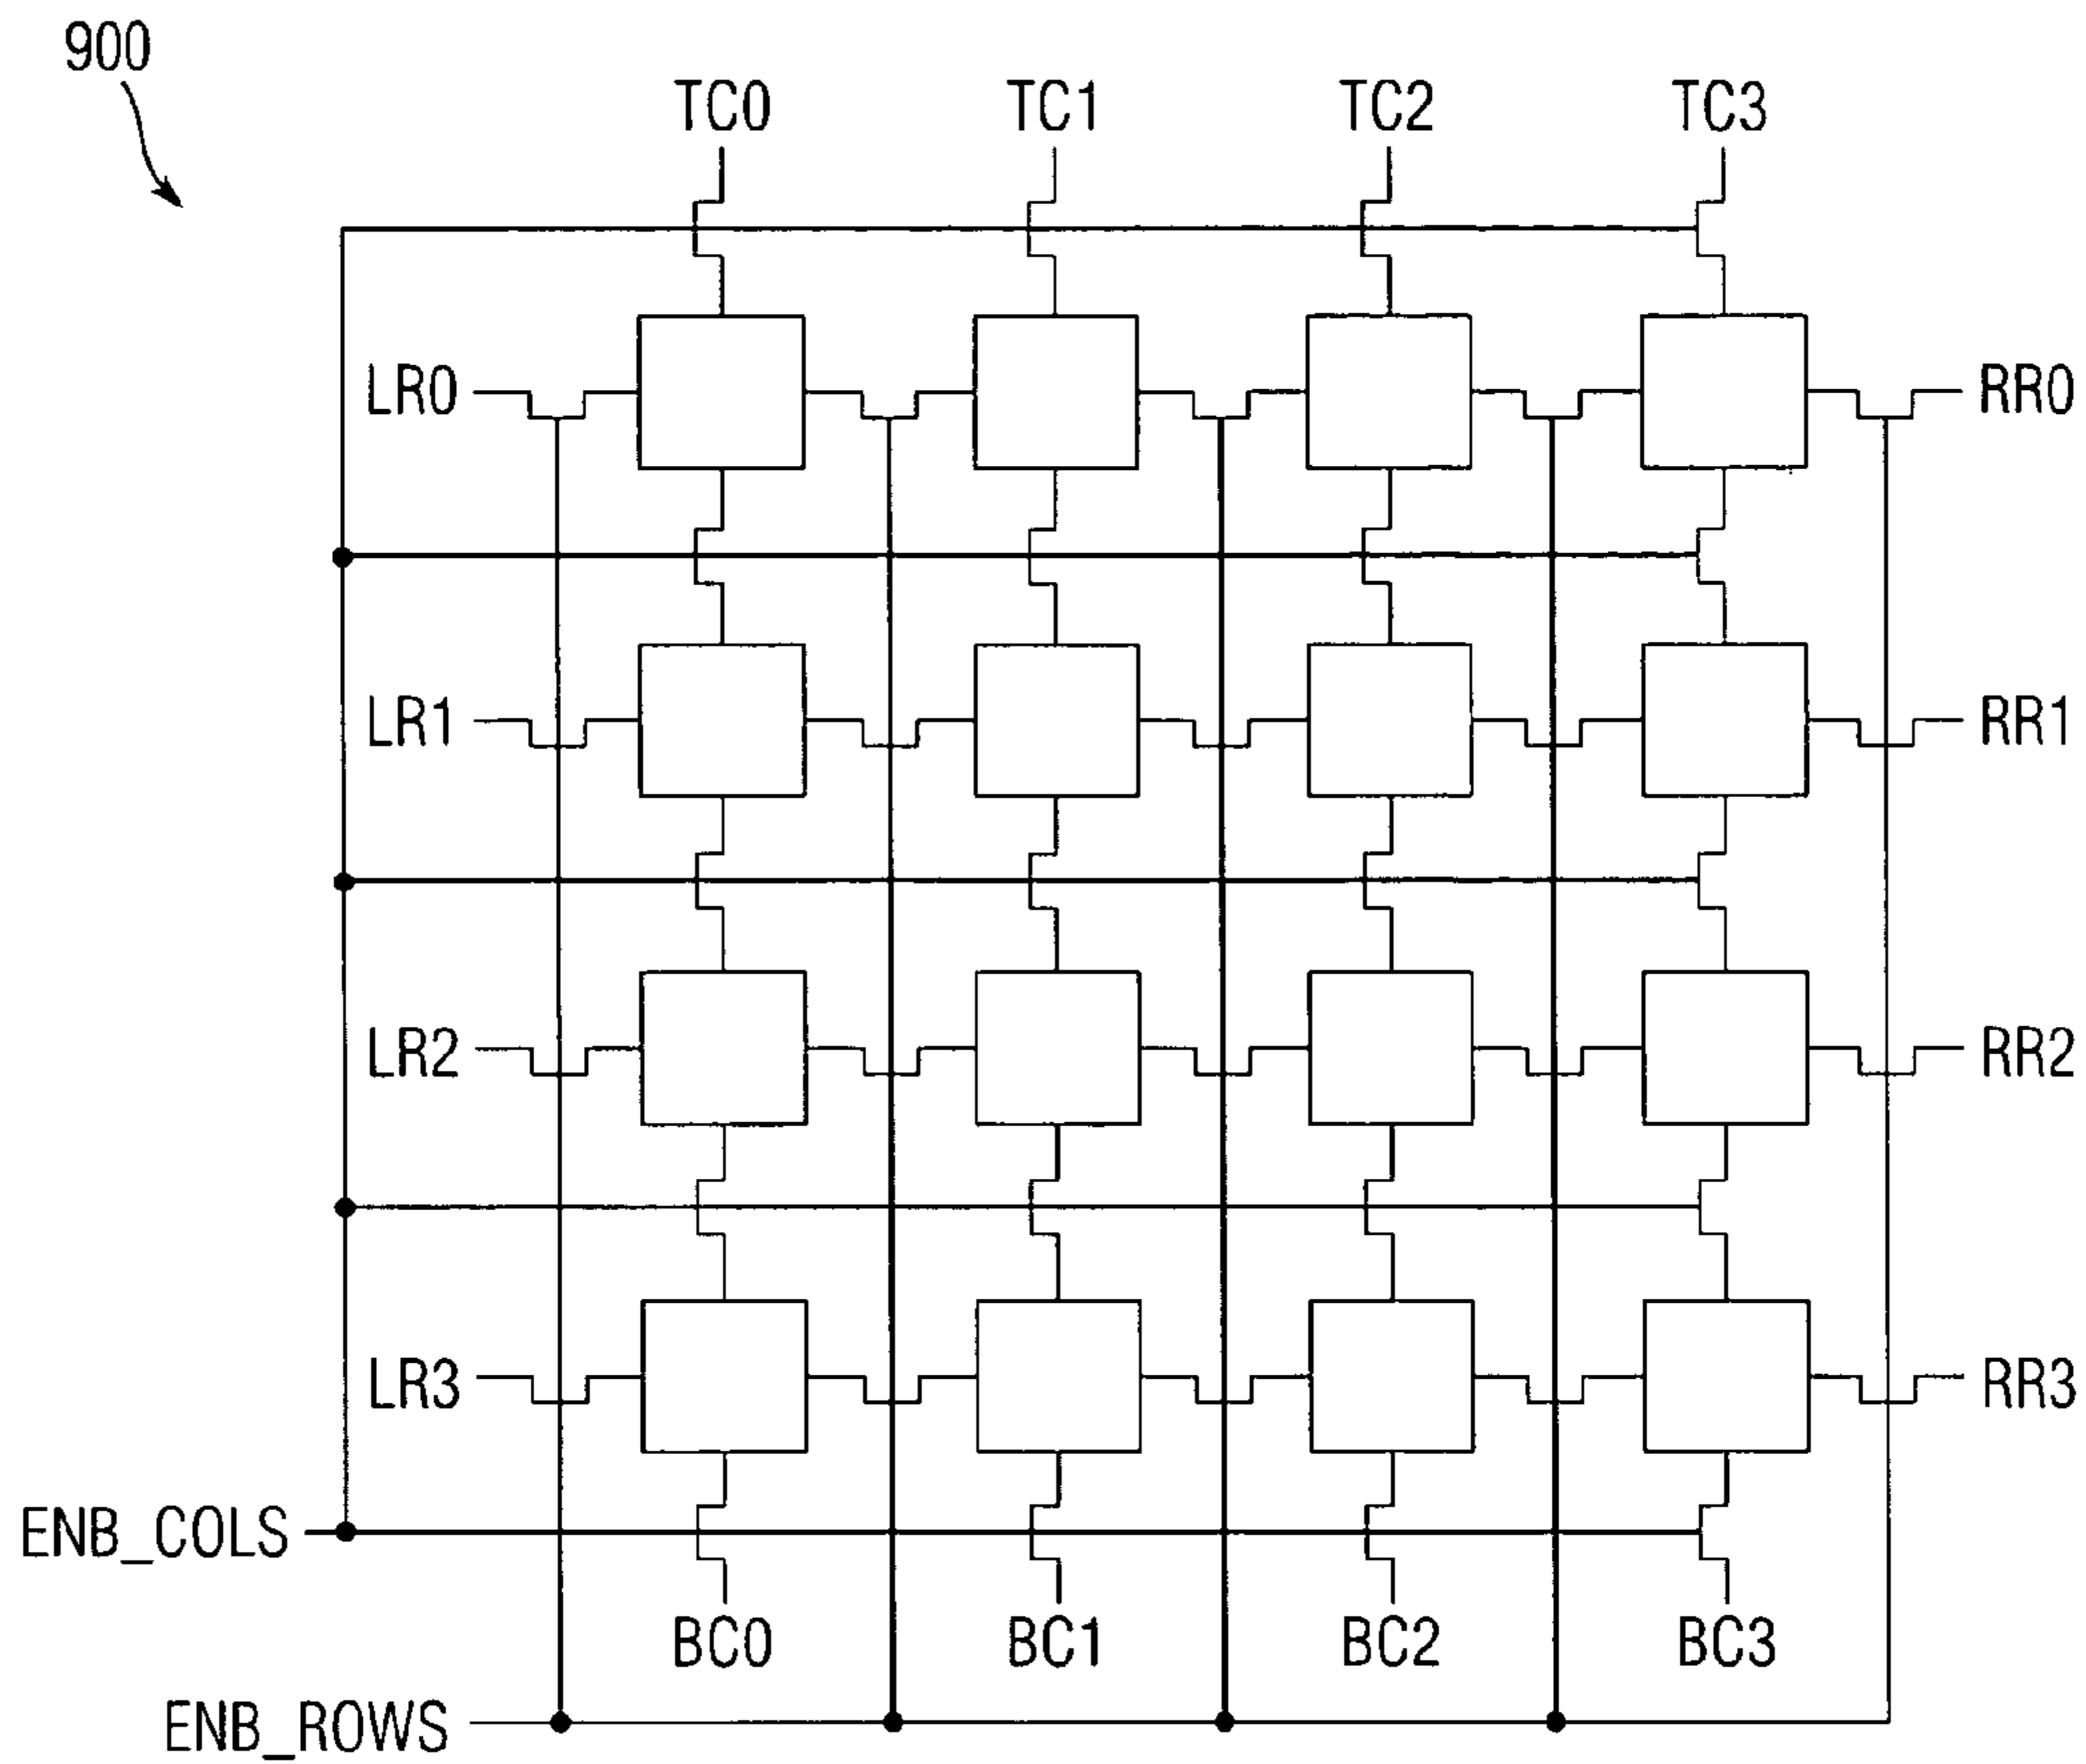 900
TC0 TC1 TC2 TC3
LR0 RR0
LR1 RR1
LR2 RR2
LR3 RR3
ENB_COLS
BC0 BC1 BC2 BC3
ENB_ROWS